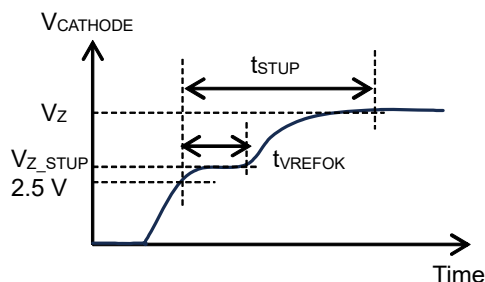 VCATHODE
tSTUP
VZ
VZ_STUP
tVREFOK
2.5 V
Time